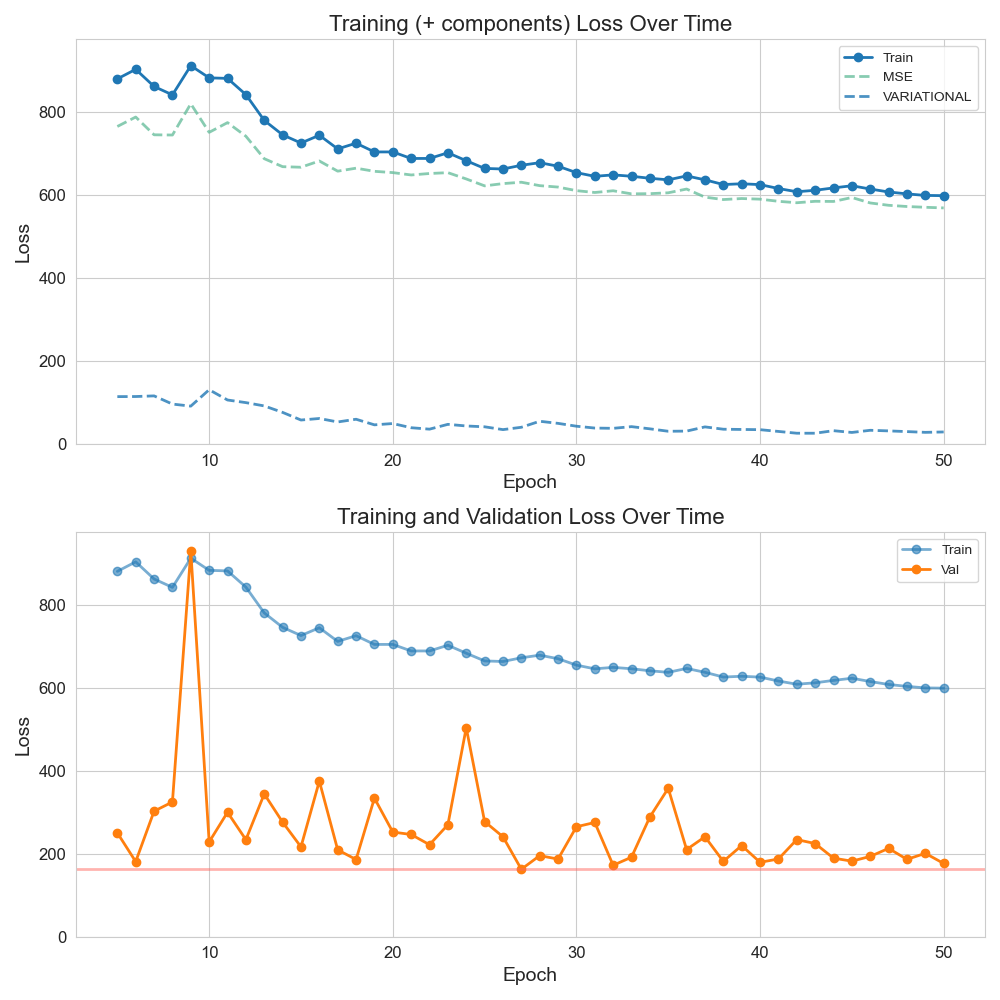 Training (+ components) Loss Over Time
Train
MSE
VARIATIONAL
800
600
400
200
0
Loss
10 20 30 40 50
Epoch
Training and Validation Loss Over Time
Train
Val
800
600
400
200
0
Loss
10 20 30 40 50
Epoch